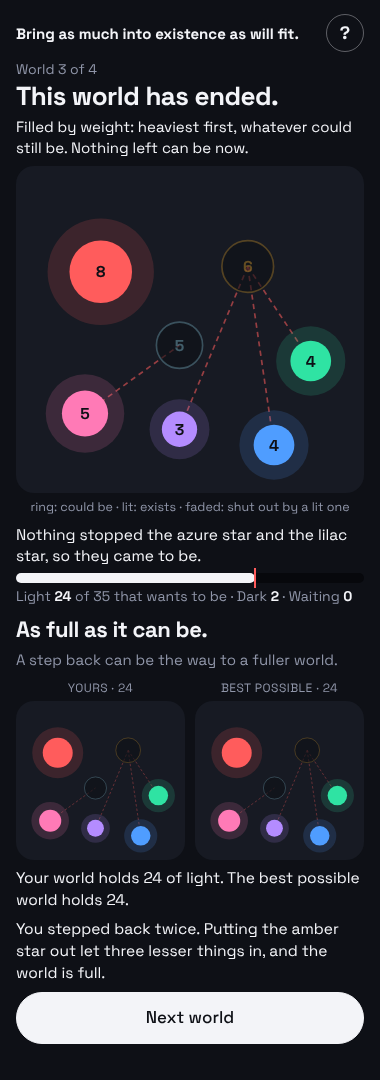 Bring as much into existence as will fit.
?
World 3 of 4
This world has ended.
Filled by weight: heaviest first, whatever could
still be. Nothing left can be now.
8
6
5
4
5
3
4
ring: could be · lit: exists · faded: shut out by a lit one
Nothing stopped the azure star and the lilac
star, so they came to be.
Light 24 of 35 that wants to be · Dark 2 · Waiting 0
As full as it can be.
A step back can be the way to a fuller world.
YOURS · 24
BEST POSSIBLE · 24
Your world holds 24 of light. The best possible
world holds 24.
You stepped back twice. Putting the amber
star out let three lesser things in, and the
world is full.
Next world